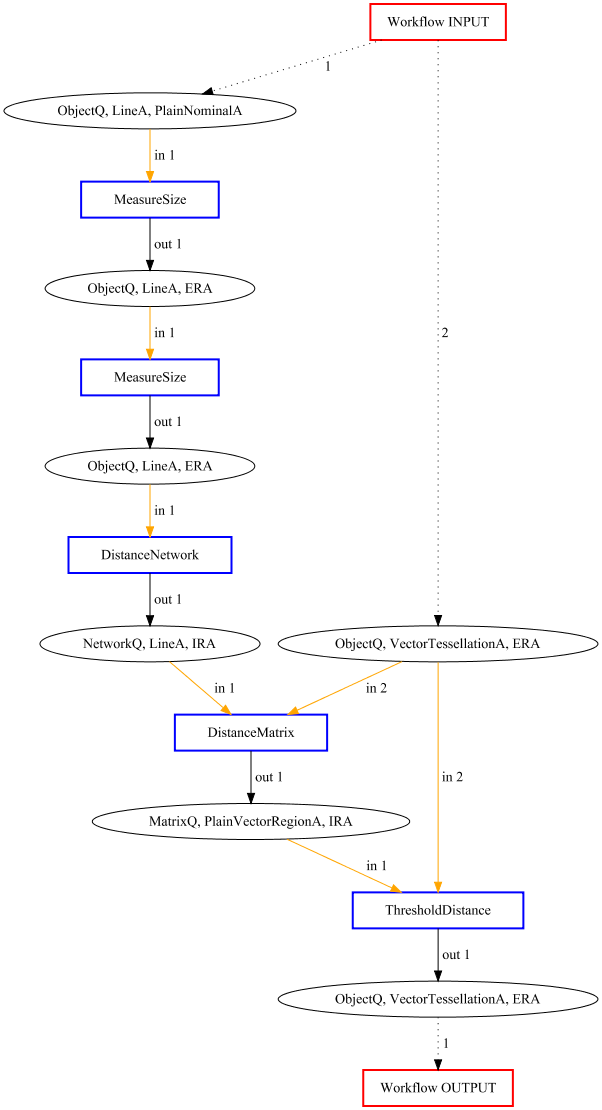 Workflow INPUT
1
ObjectQ, LineA, PlainNominalA
in 1
MeasureSize
out 1
ObjectQ, LineA, ERA
in 1
2
MeasureSize
out 1
ObjectQ, LineA, ERA
in 1
DistanceNetwork
out 1
NetworkQ, LineA, IRA
ObjectQ, VectorTessellationA, ERA
in 1
in 2
DistanceMatrix
out 1
in 2
MatrixQ, PlainVectorRegionA, IRA
in 1
ThresholdDistance
out 1
ObjectQ, VectorTessellationA, ERA
1
Workflow OUTPUT